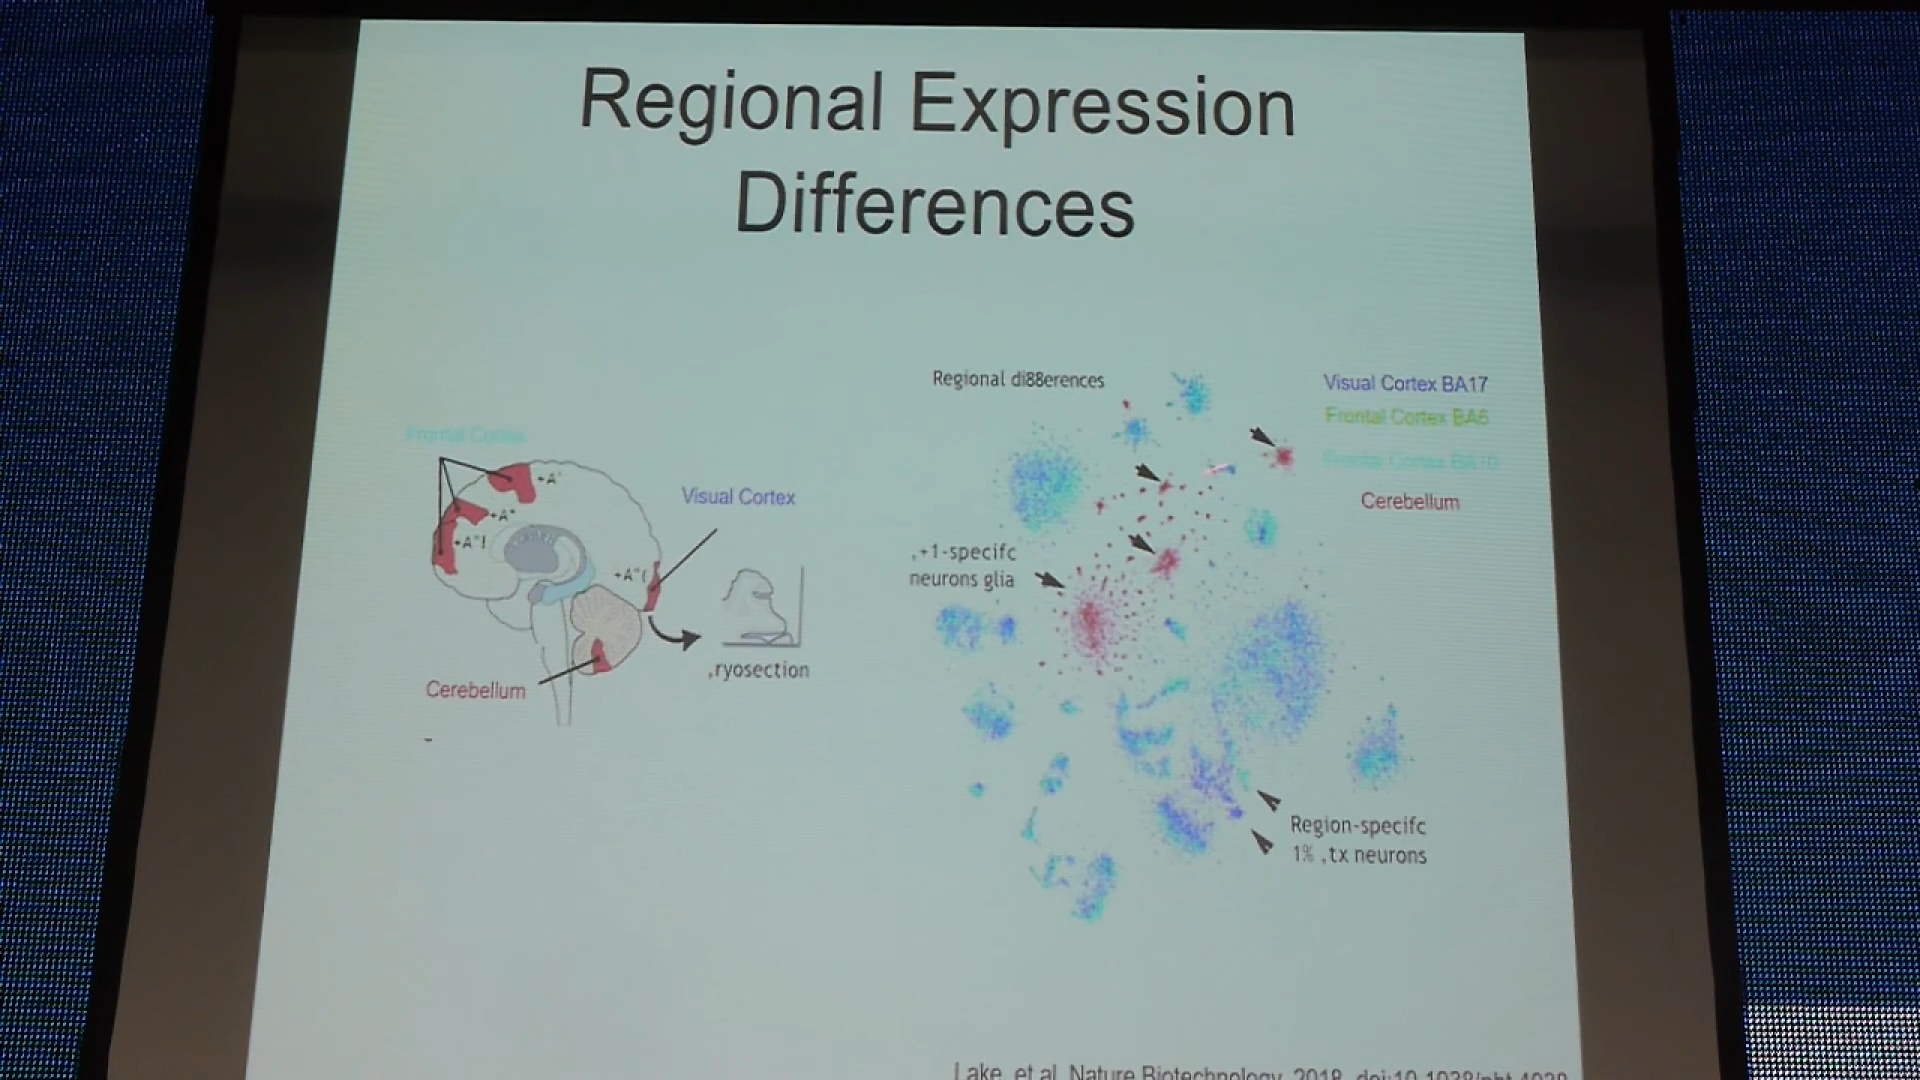 Regional Expression
Differences
Frontal Cortex
+A"
+A"
+A"I
+A"(
Visual Cortex
,ryosection
Cerebellum
Regional di88erences
,+1-specifc
neurons glia
Visual Cortex BA17
Frontal Cortex BA6
Frontal Cortex BA10
Cerebellum
Region-specifc
1% ,tx neurons
Lake, et al. Nature Biotechnology. 2018. doi:10.1038/nbt.4038